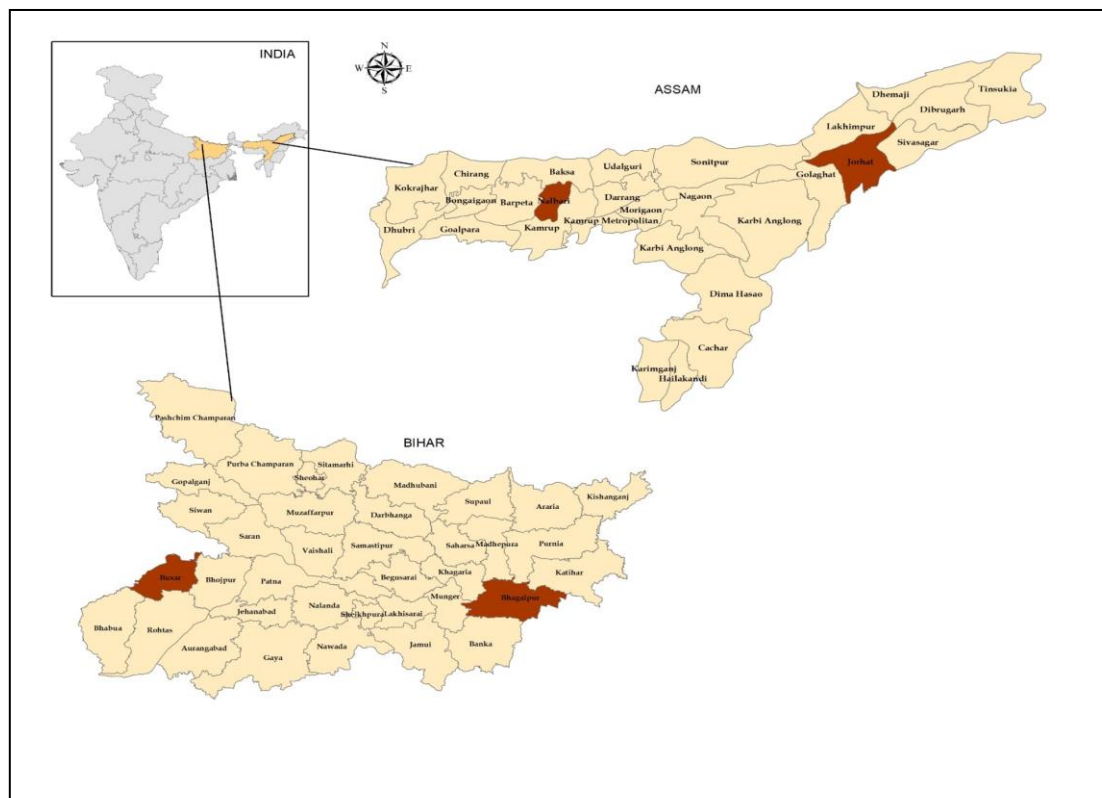 INDIA
N
W E
S
ASSAM
Dhemaji
Tinsukia
Dibrugarh
Lakhimpur
Sivasagar
Jorhat
Golaghat
Sonitpur
Udalguri
Baksa
Chirang
Kokrajhar
Bongaigaon
Barpeta
Nalbari
Darrang
Nagaon
Morigaon
Kamrup
Metropolitan
Kamrup
Goalpara
Dhubri
Karbi Anglong
Karbi Anglong
Dima Hasao
Cachar
Karimganj
Hailakandi
BIHAR
Pashchim Champaran
Purba Champaran
Sitamarhi
Sheohar
Gopalganj
Madhubani
Supaul
Araria
Kishanganj
Siwan
Muzaffarpur
Darbhanga
Saran
Vaishali
Samastipur
Saharsa
Madhepura
Purnia
Katihar
Buxar
Bhojpur
Patna
Begusarai
Khagaria
Munger
Bhagalpur
Jehanabad
Nalanda
Sheikhpura
Lakhisarai
Bhabua
Rohtas
Aurangabad
Gaya
Nawada
Jamui
Banka